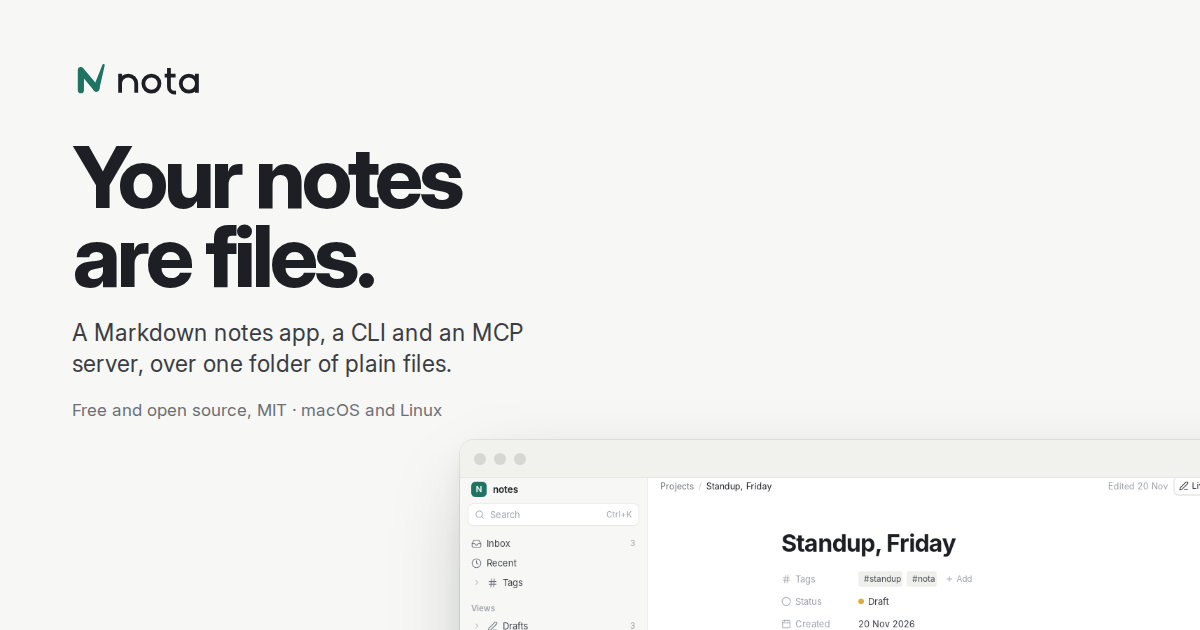 nota
Your notes
are files.
A Markdown notes app, a CLI and an MCP
server, over one folder of plain files.
Free and open source, MIT · macOS and Linux
N notes
Projects / Standup, Friday
Edited 20 Nov
Search Ctrl+K
Inbox 3
Recent
Tags
Views
Drafts 3
Standup, Friday
Tags #standup #nota + Add
Status Draft
Created 20 Nov 2026